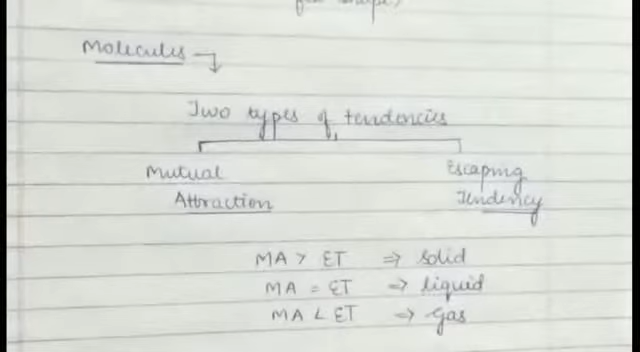 Molecules
Two types of tendencies
Mutual Attraction
Escaping Tendency
MA > ET ⇒ solid
MA = ET ⇒ liquid
MA < ET → gas